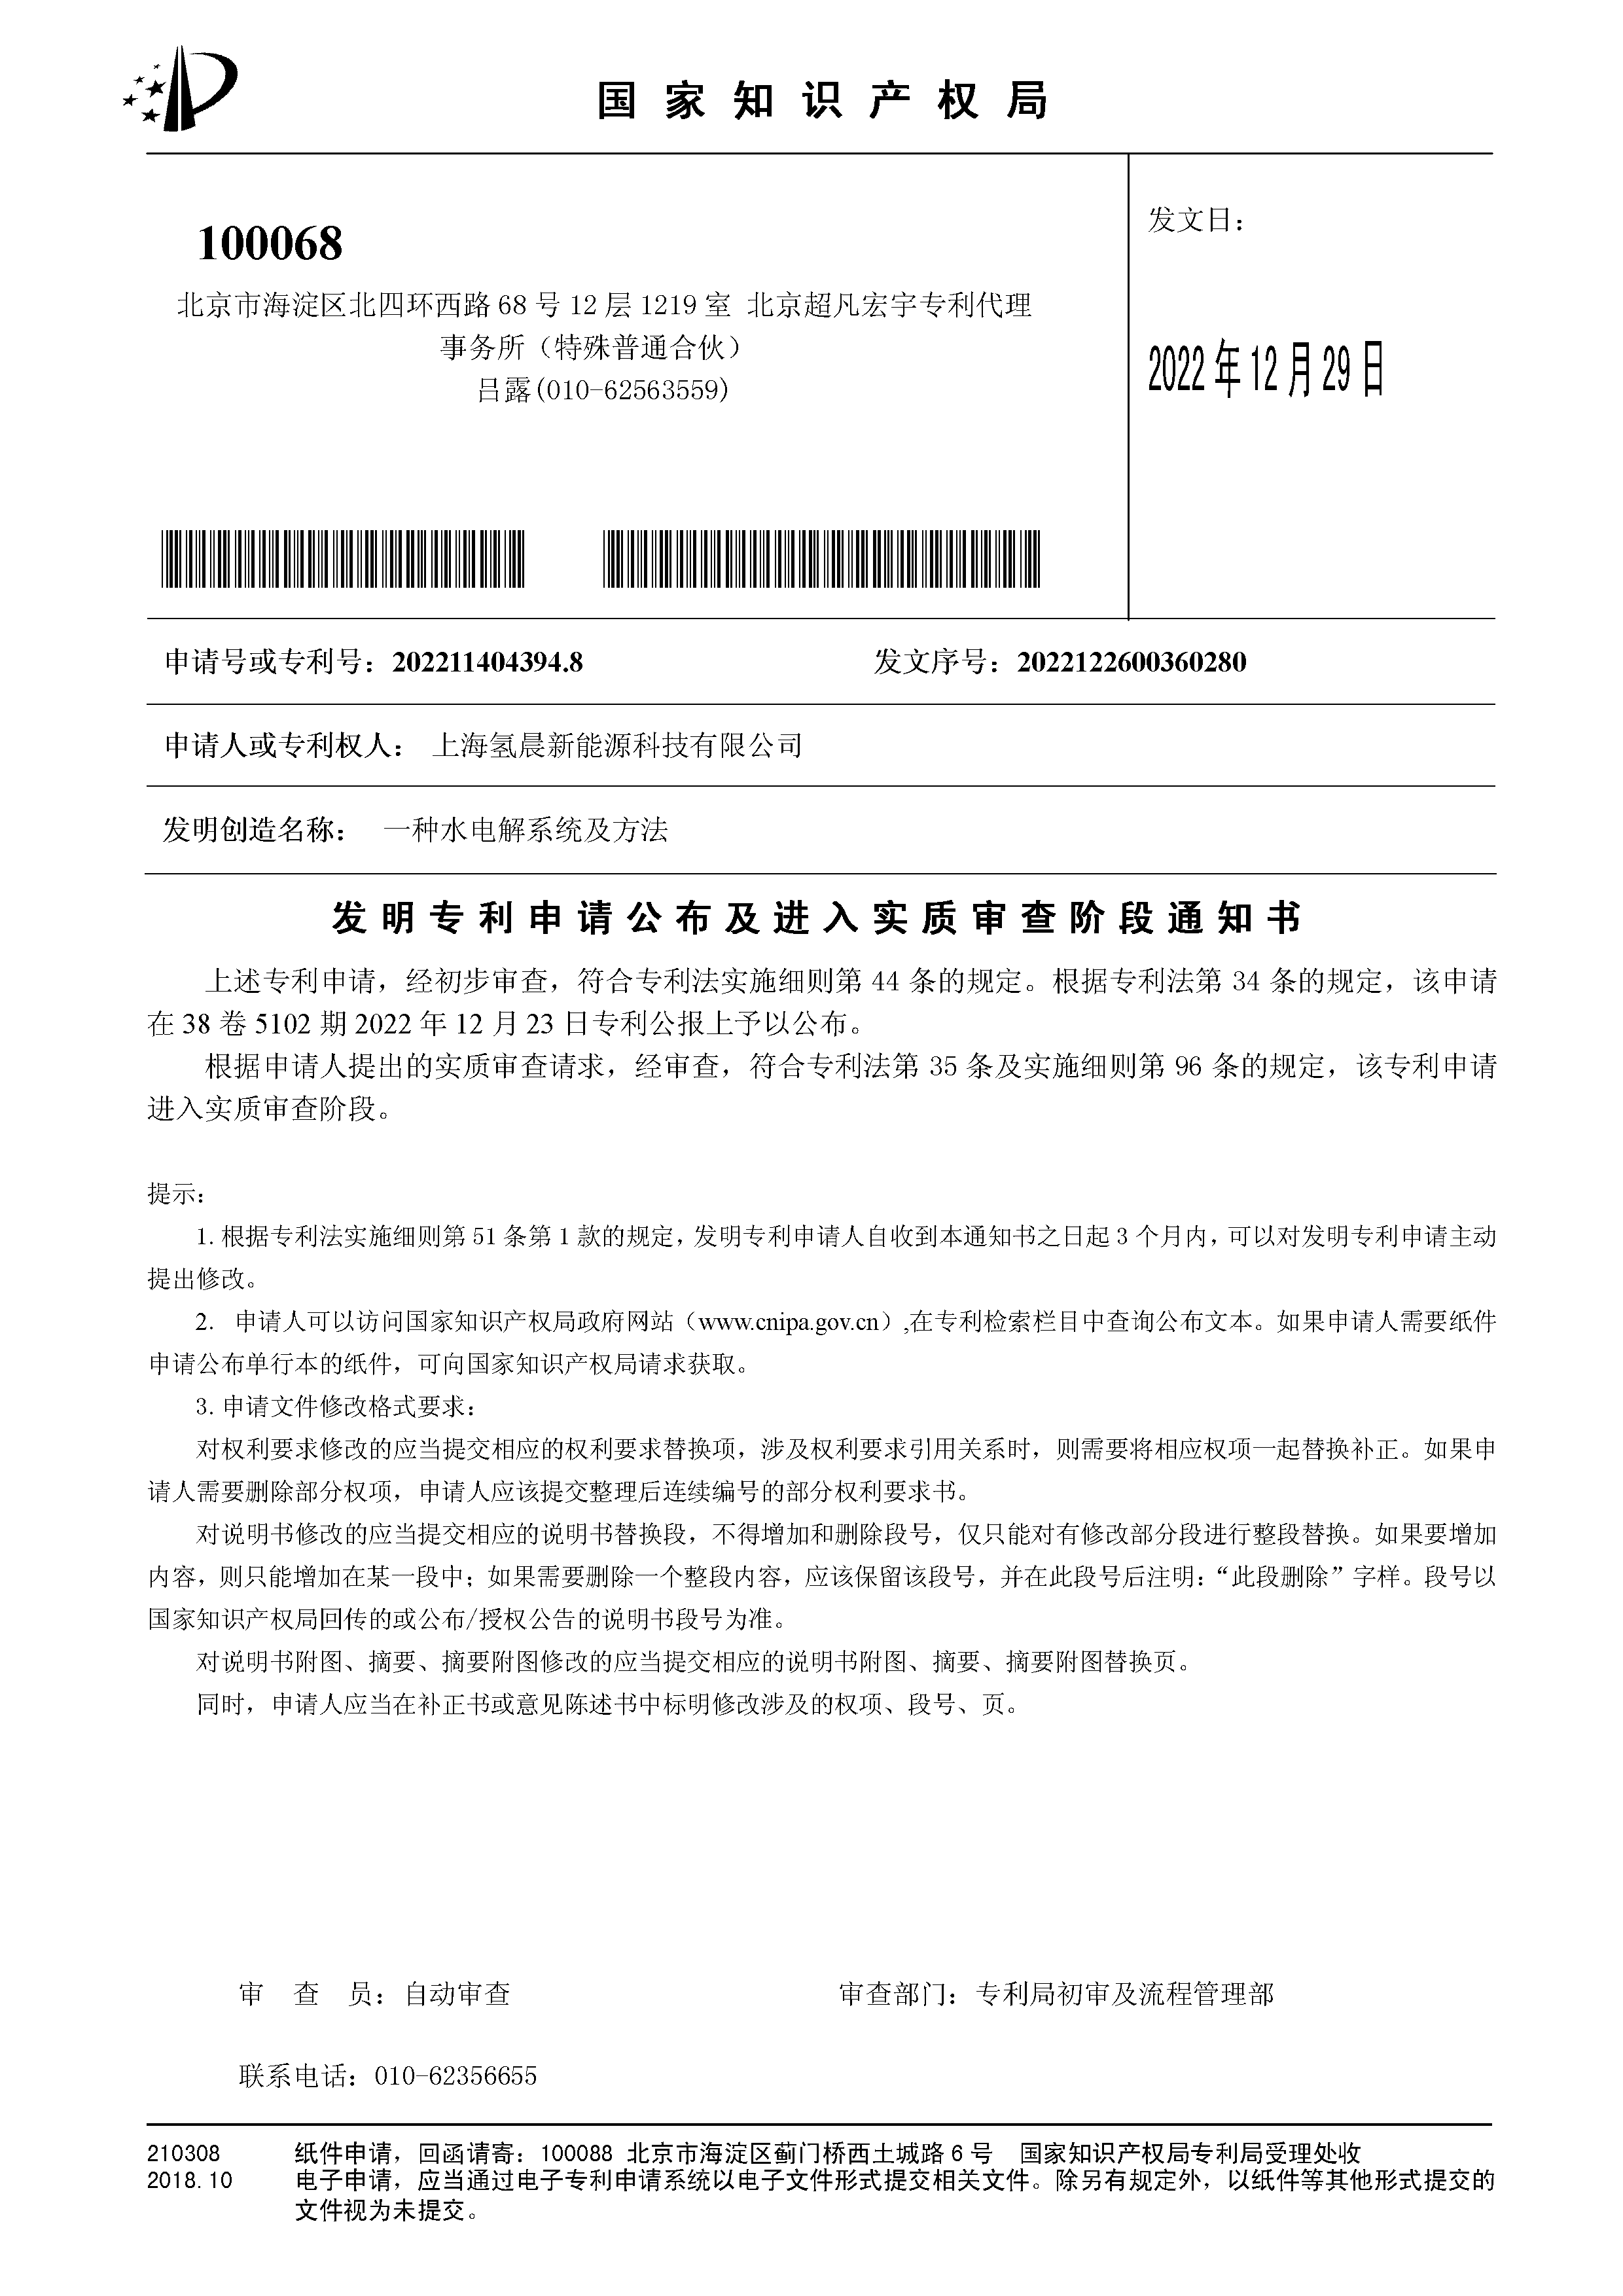 国家知识产权局
100068
北京市海淀区北四环西路 68 号 12 层 1219 室 北京超凡宏宇专利代理
事务所（特殊普通合伙）
吕露(010-62563559)
发文日：
2022 年 12 月 29 日
申请号或专利号：202211404394.8 发文序号：2022122600360280
申请人或专利权人： 上海氢晨新能源科技有限公司
发明创造名称： 一种水电解系统及方法
发明专利申请公布及进入实质审查阶段通知书
上述专利申请，经初步审查，符合专利法实施细则第 44 条的规定。根据专利法第 34 条的规定，该申请
在 38 卷 5102 期 2022 年 12 月 23 日专利公报上予以公布。
根据申请人提出的实质审查请求，经审查，符合专利法第 35 条及实施细则第 96 条的规定，该专利申请
进入实质审查阶段。
提示：
1. 根据专利法实施细则第 51 条第 1 款的规定，发明专利申请人自收到本通知书之日起 3 个月内，可以对发明专利申请主动
提出修改。
2. 申请人可以访问国家知识产权局政府网站（www.cnipa.gov.cn）,在专利检索栏目中查询公布文本。如果申请人需要纸件
申请公布单行本的纸件，可向国家知识产权局请求获取。
3. 申请文件修改格式要求：
对权利要求修改的应当提交相应的权利要求替换项，涉及权利要求引用关系时，则需要将相应权项一起替换补正。如果申
请人需要删除部分权项，申请人应该提交整理后连续编号的部分权利要求书。
对说明书修改的应当提交相应的说明书替换段，不得增加和删除段号，仅只能对有修改部分段进行整段替换。如果要增加
内容，则只能增加在某一段中；如果需要删除一个整段内容，应该保留该段号，并在此段号后注明：“此段删除”字样。段号以
国家知识产权局回传的或公布/授权公告的说明书段号为准。
对说明书附图、摘要、摘要附图修改的应当提交相应的说明书附图、摘要、摘要附图替换页。
同时，申请人应当在补正书或意见陈述书中标明修改涉及的权项、段号、页。
审 查 员：自动审查 审查部门：专利局初审及流程管理部
联系电话：010-62356655
210308 纸件申请，回函请寄：100088 北京市海淀区蓟门桥西土城路 6 号 国家知识产权局专利局受理处收
2018.10 电子申请，应当通过电子专利申请系统以电子文件形式提交相关文件。除另有规定外，以纸件等其他形式提交的
文件视为未提交。